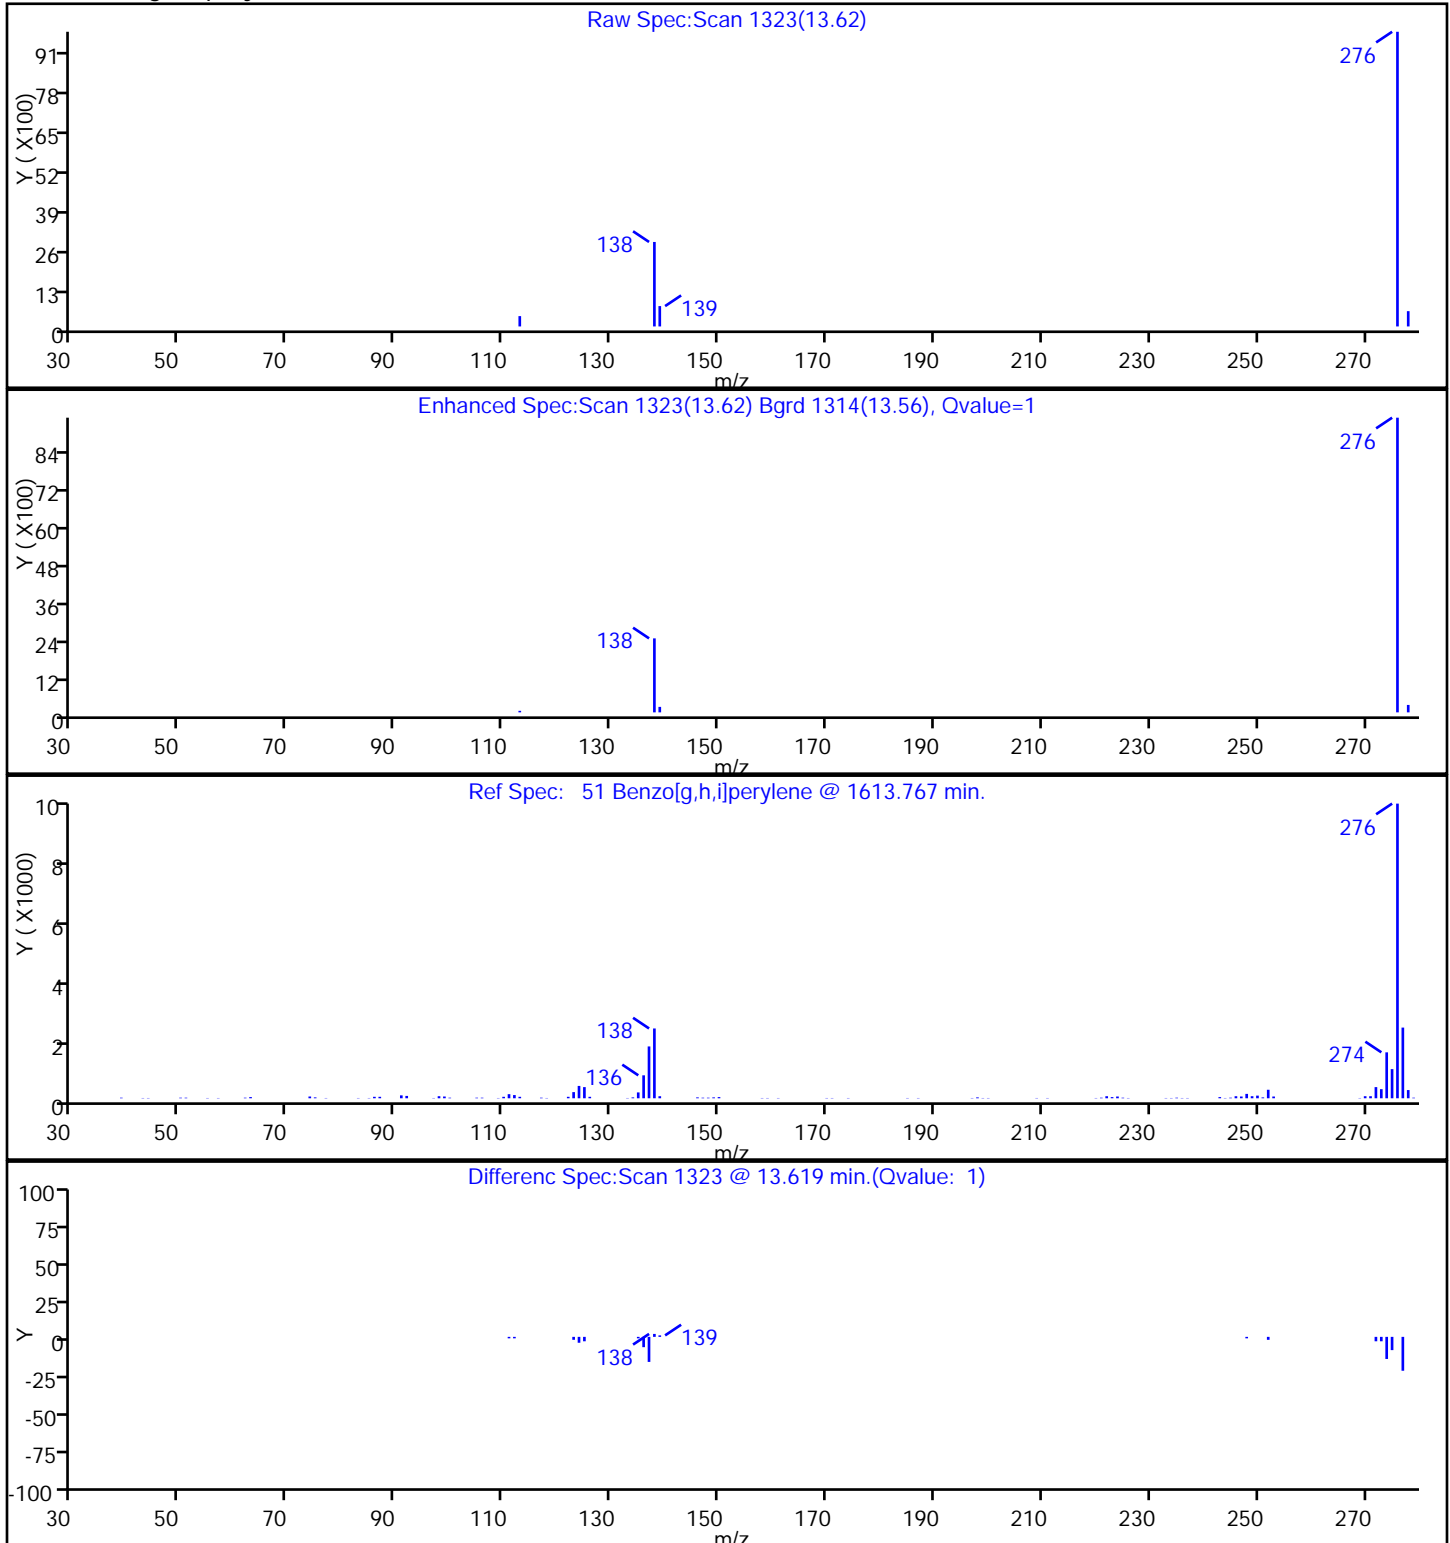 Raw Spec:Scan 1323(13.62)
Y ( X100)
91
78
65
52
39
26
13
0
276
138
139
30 50 70 90 110 130 150 170 190 210 230 250 270
m/z
Enhanced Spec:Scan 1323(13.62) Bgrd 1314(13.56), Qvalue=1
Y ( X100)
84
72
60
48
36
24
12
0
276
138
30 50 70 90 110 130 150 170 190 210 230 250 270
m/z
Ref Spec: 51 Benzo[g,h,i]perylene @ 1613.767 min.
Y ( X1000)
10
8
6
4
2
0
276
138
136
274
30 50 70 90 110 130 150 170 190 210 230 250 270
m/z
Differenc Spec:Scan 1323 @ 13.619 min.(Qvalue: 1)
Y
100
75
50
25
0
-25
-50
-75
-100
139
138
30 50 70 90 110 130 150 170 190 210 230 250 270
m/z